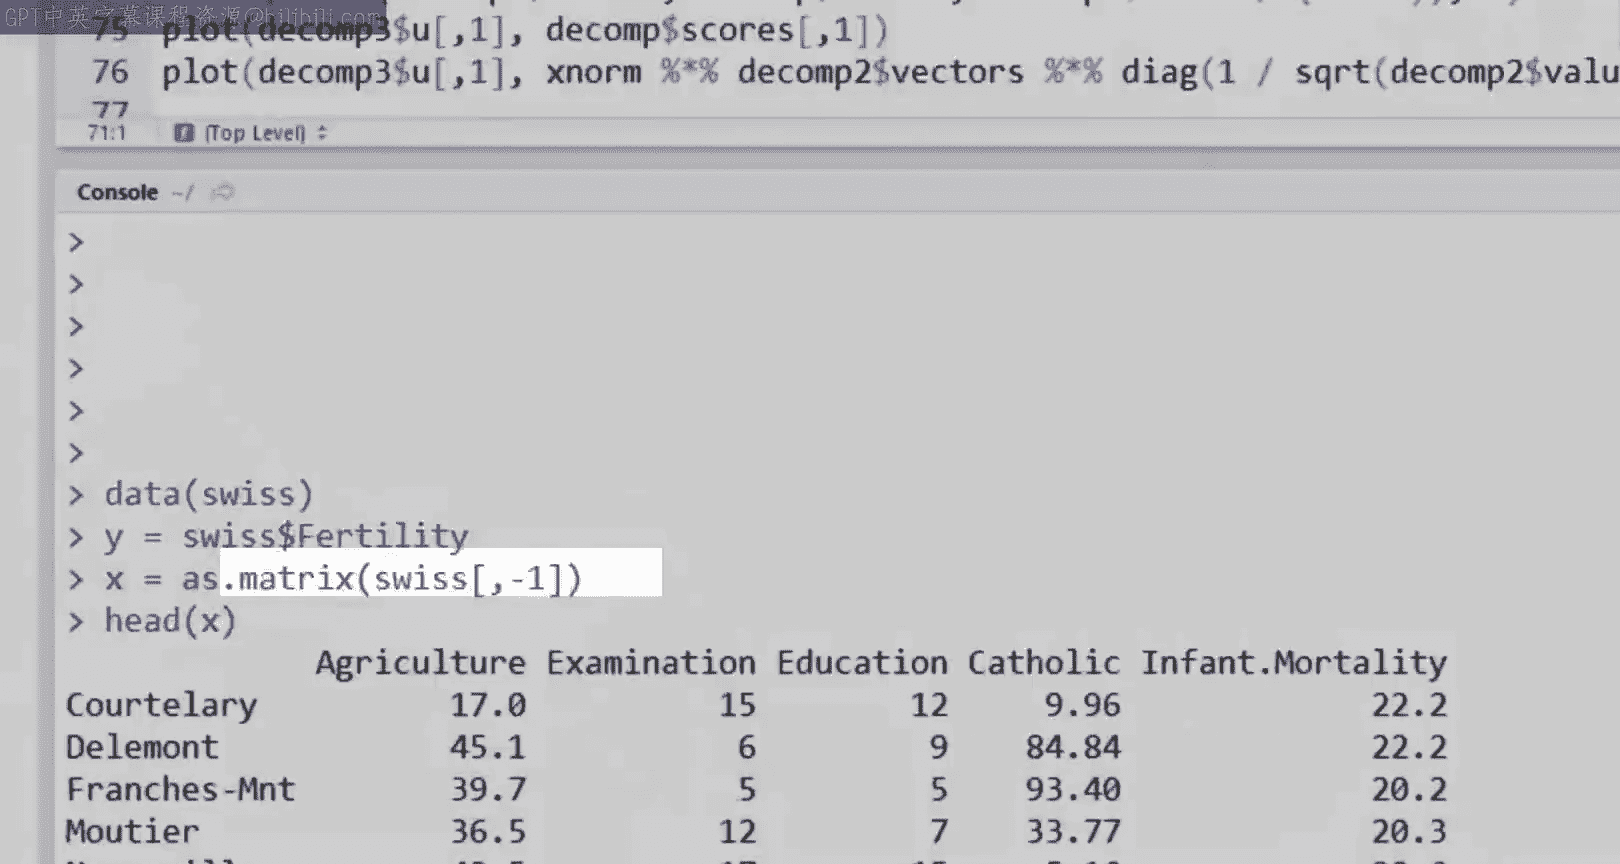 GPT中英字幕课程资源@bilibili.com
75 plot(decomp3$u[,1], decomp$scores[,1])
76 plot(decomp3$u[,1], xnorm %*% decomp2$vectors %*% diag(1 / sqrt(decomp2$valu
77
71:1 (Top Level)
Console ~/
>
>
>
>
>
>
> data(swiss)
> y = swiss$Fertility
> x = as.matrix(swiss[,-1])
> head(x)
Agriculture Examination Education Catholic Infant.Mortality
Courtelary 17.0 15 12 9.96 22.2
Delemont 45.1 6 9 84.84 22.2
Franches-Mnt 39.7 5 5 93.40 20.2
Moutier 36.5 12 7 33.77 20.3